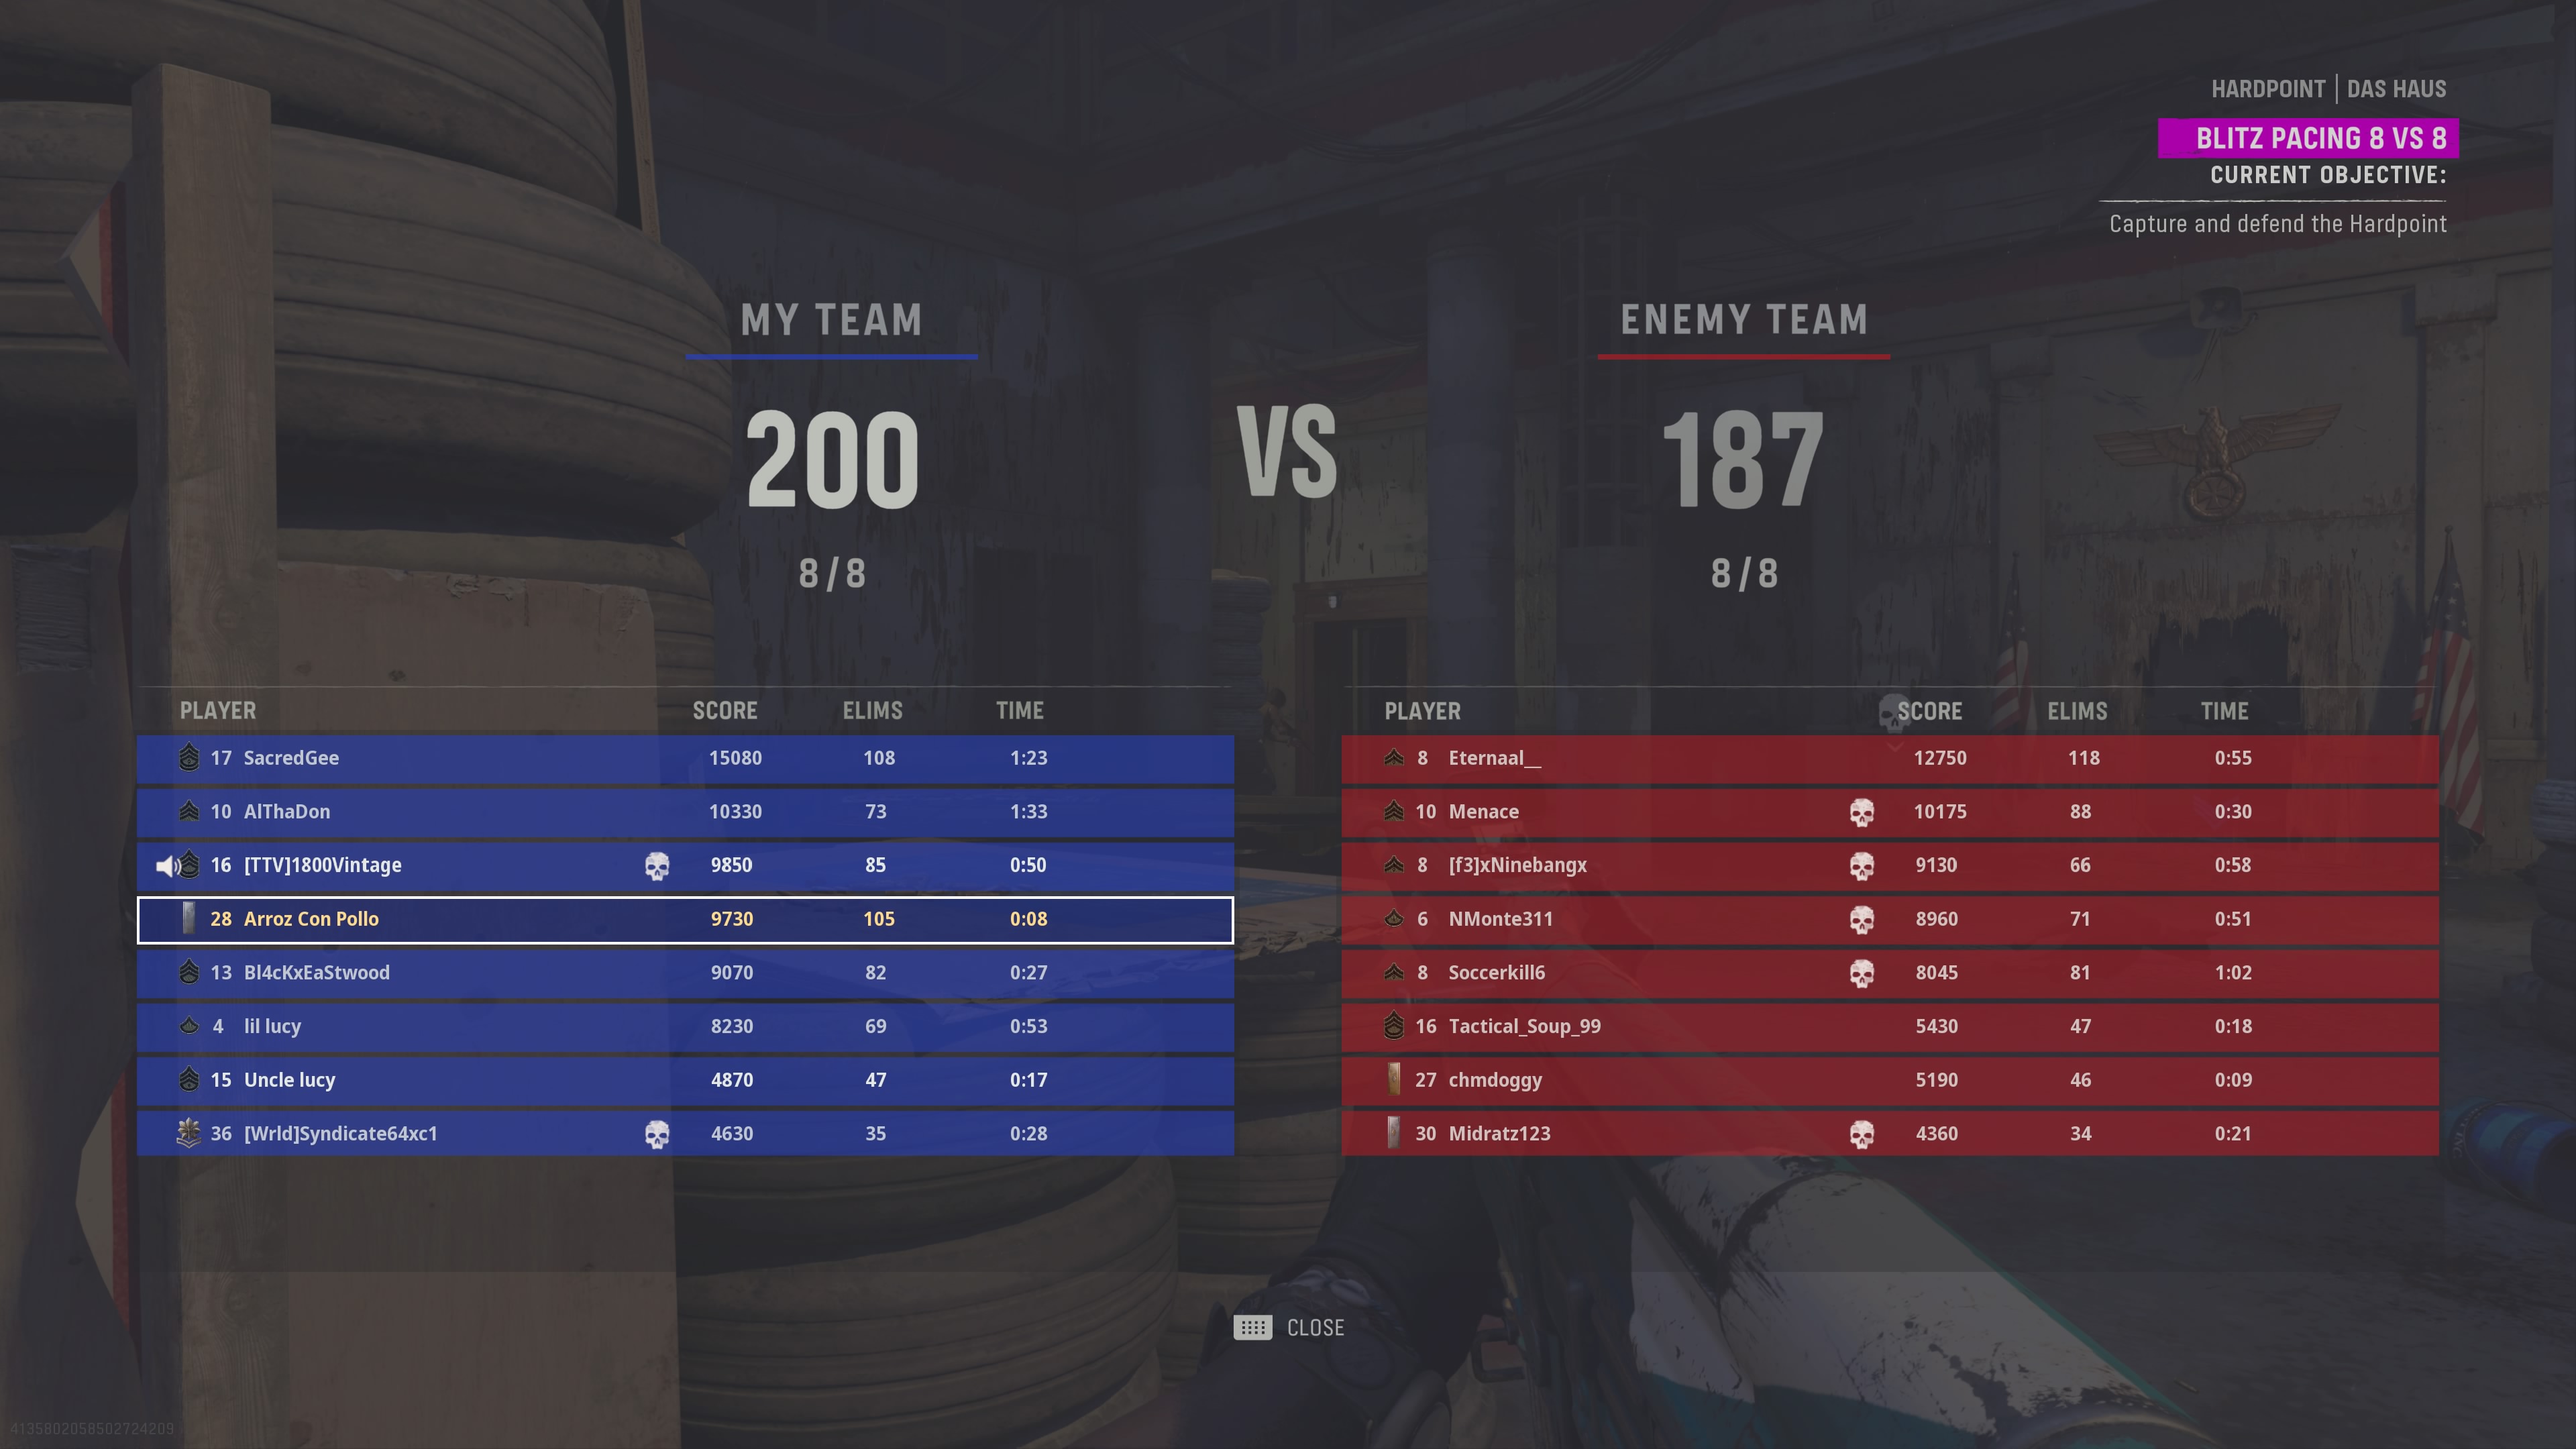 HARDPOINT | DAS HAUS
BLITZ PACING 8 VS 8
CURRENT OBJECTIVE:
Capture and defend the Hardpoint
MY TEAM
200
8/8
VS
ENEMY TEAM
187
8/8
PLAYER SCORE ELIMS TIME
17 SacredGee 15080 108 1:23
10 AlThaDon 10330 73 1:33
16 [TTV]1800Vintage 9850 85 0:50
28 Arroz Con Pollo 9730 105 0:08
13 Bl4cKxEaStwood 9070 82 0:27
4 lil lucy 8230 69 0:53
15 Uncle lucy 4870 47 0:17
36 [Wrld]Syndicate64xc1 4630 35 0:28
PLAYER SCORE ELIMS TIME
8 Eternaal__ 12750 118 0:55
10 Menace 10175 88 0:30
8 [f3]xNinebangx 9130 66 0:58
6 NMonte311 8960 71 0:51
8 Soccerkill6 8045 81 1:02
16 Tactical_Soup_99 5430 47 0:18
27 chmdoggy 5190 46 0:09
30 Midratz123 4360 34 0:21
CLOSE
4135802058502724209